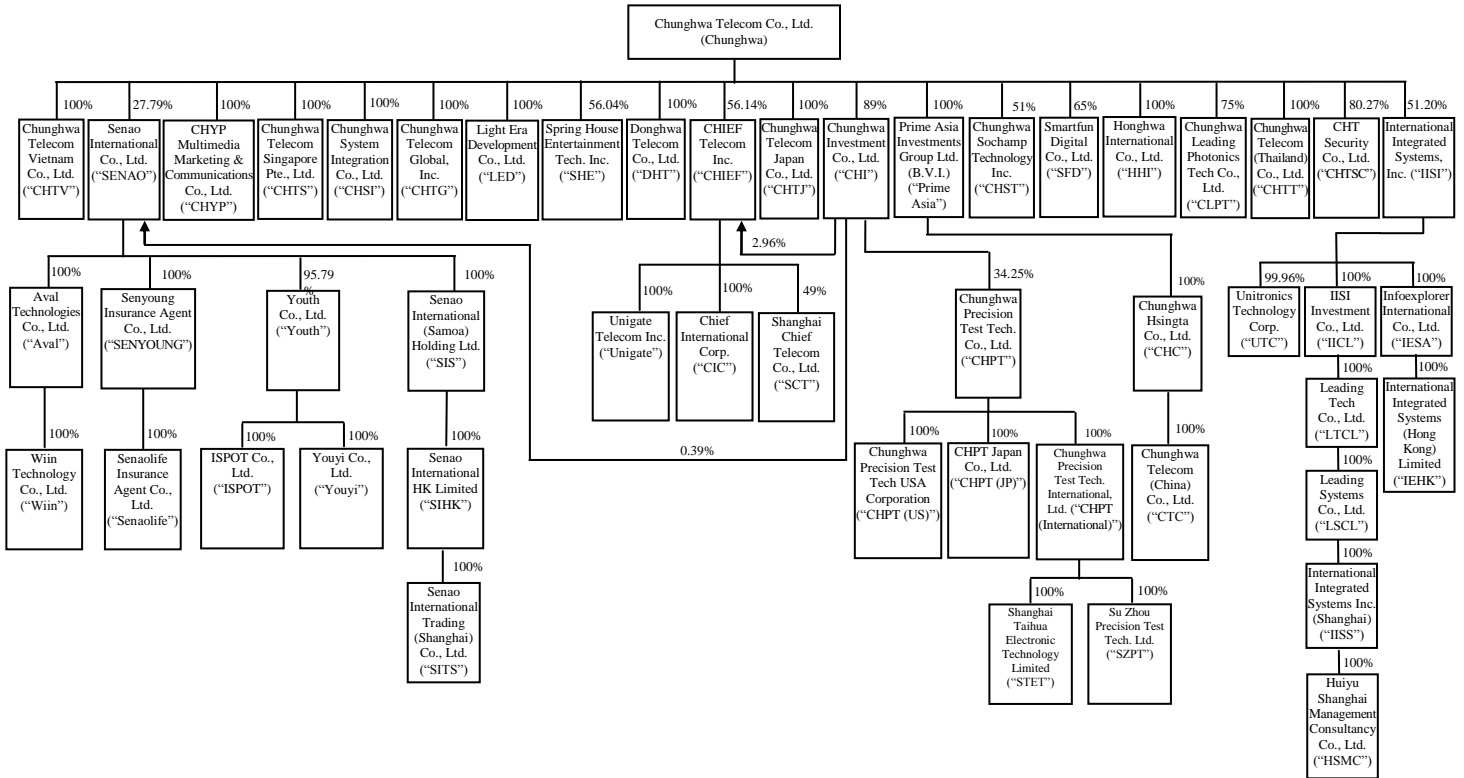 Chunghwa Telecom Co., Ltd.
(Chunghwa)
100%
27.79%
100%
100%
100%
100%
100%
56.04%
100%
56.14%
100%
89%
100%
51%
65%
100%
75%
100%
80.27%
51.20%
Chunghwa
Telecom
Vietnam
Co., Ltd.
(“CHTV”)
Senao
International
Co., Ltd.
(“SENAO”)
CHYP
Multimedia
Marketing &
Communications
Co., Ltd.
(“CHYP”)
Chunghwa
Telecom
Singapore
Pte., Ltd.
(“CHTS”)
Chunghwa
System
Integration
Co., Ltd.
(“CHSI”)
Chunghwa
Telecom
Global,
Inc.
(“CHTG”)
Light Era
Development
Co., Ltd.
(“LED”)
Spring House
Entertainment
Tech. Inc.
(“SHE”)
Donghwa
Telecom
Co., Ltd.
(“DHT”)
CHIEF
Telecom
Inc.
(“CHIEF”)
Chunghwa
Telecom
Japan
Co., Ltd.
(“CHTJ”)
Chunghwa
Investment
Co., Ltd.
(“CHI”)
Prime Asia
Investments
Group Ltd.
(B.V.I.)
(“Prime
Asia”)
Chunghwa
Sochamp
Technology
Inc.
(“CHST”)
Smartfun
Digital
Co., Ltd.
(“SFD”)
Honghwa
International
Co., Ltd.
(“HHI”)
Chunghwa
Leading
Photonics
Tech Co.,
Ltd.
(“CLPT”)
Chunghwa
Telecom
(Thailand)
Co., Ltd.
(“CHTT”)
CHT
Security
Co., Ltd.
(“CHTSC”)
International
Integrated
Systems,
Inc. (“IISI”)
2.96%
100%
100%
95.79
%
100%
100%
100%
49%
34.25%
100%
99.96%
100%
100%
Aval
Technologies
Co., Ltd.
(“Aval”)
Senyoung
Insurance Agent
Co., Ltd.
(“SENYOUNG”)
Youth
Co., Ltd.
(“Youth”)
Senao
International
(Samoa)
Holding Ltd.
(“SIS”)
Unigate
Telecom Inc.
(“Unigate”)
Chief
International
Corp.
(“CIC”)
Shanghai
Chief
Telecom
Co., Ltd.
(“SCT”)
Chunghwa
Precision
Test Tech.
Co., Ltd.
(“CHPT”)
Chunghwa
Hsingta
Co., Ltd.
(“CHC”)
Unitronics
Technology
Corp.
(“UTC”)
IISI
Investment
Co., Ltd.
(“IICL”)
Infoexplorer
International
Co., Ltd.
(“IESA”)
100%
100%
Leading
Tech
Co., Ltd.
(“LTCL”)
International
Integrated
Systems
(Hong
Kong)
Limited
(“IEHK”)
100%
100%
100%
100%
100%
0.39%
100%
100%
100%
100%
100%
Wiin
Technology
Co., Ltd.
(“Wiin”)
Senaolife
Insurance
Agent Co.,
Ltd.
(“Senaolife”)
ISPOT Co.,
Ltd.
(“ISPOT”)
Youyi Co.,
Ltd.
(“Youyi”)
Senao
International
HK Limited
(“SIHK”)
Chunghwa
Precision Test
Tech USA
Corporation
(“CHPT (US)”)
CHPT Japan
Co., Ltd.
(“CHPT (JP)”)
Chunghwa
Precision
Test Tech.
International,
Ltd. (“CHPT
(International)”)
Chunghwa
Telecom
(China)
Co., Ltd.
(“CTC”)
Leading
Systems
Co., Ltd.
(“LSCL”)
100%
100%
100%
100%
Senao
International
Trading
(Shanghai)
Co., Ltd.
(“SITS”)
Shanghai
Taihua
Electronic
Technology
Limited
(“STET”)
Su Zhou
Precision Test
Tech. Ltd.
(“SZPT”)
International
Integrated
Systems Inc.
(Shanghai)
(“IISS”)
100%
Huiyu
Shanghai
Management
Consultancy
Co., Ltd.
(“HSMC”)